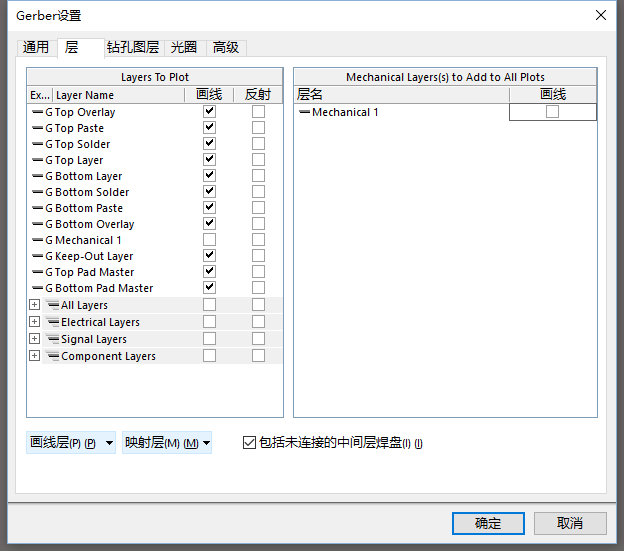 Gerber设置
通用 层 钻孔图层 光圈 高级
Layers To Plot
Ex... Layer Name 画线 反射
G Top Overlay
G Top Paste
G Top Solder
G Top Layer
G Bottom Layer
G Bottom Solder
G Bottom Paste
G Bottom Overlay
G Mechanical 1
G Keep-Out Layer
G Top Pad Master
G Bottom Pad Master
All Layers
Electrical Layers
Signal Layers
Component Layers
Mechanical Layers(s) to Add to All Plots
层名 画线
Mechanical 1
画线层(P) (P) 映射层(M) (M) 包括未连接的中间层焊盘(I) (I)
确定 取消